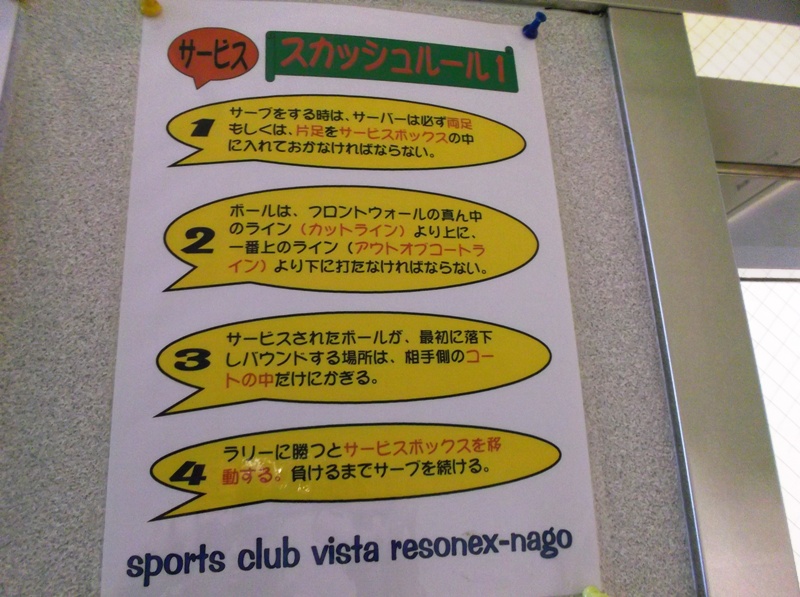 サービス
スカッシュルール1
1
サーブをする時は、サーバーは必ず両足
もしくは、片足をサービスボックスの中
に入れておかなければならない。
2
ボールは、フロントウォールの真ん中
のライン（カットライン）より上に、
一番上のライン（アウトオブコートラ
イン）より下に打たなければならない。
3
サービスされたボールが、最初に落下
しバウンドする場所は、相手側のコー
トの中だけにかぎる。
4
ラリーに勝つとサービスボックスを移
動する。負けるまでサーブを続ける。
sports club vista resonex-nago